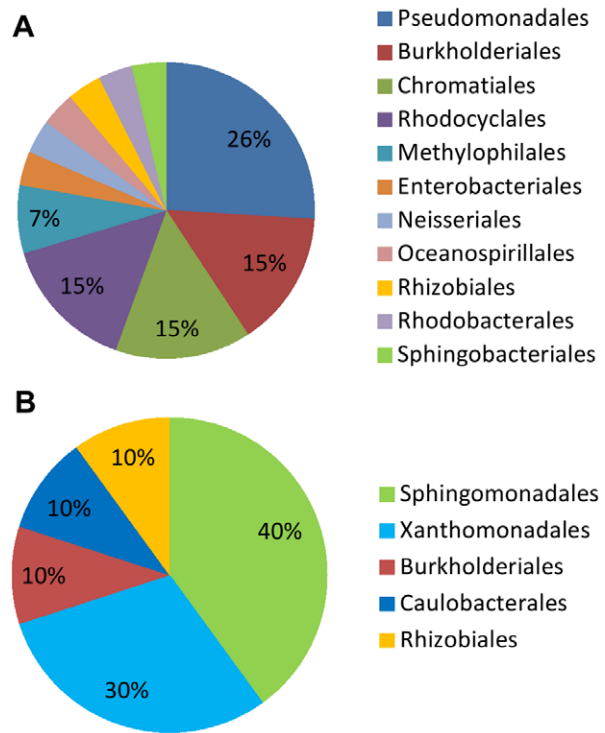 A
26%
15%
15%
15%
7%
Pseudomonadales
Burkholderiales
Chromatiales
Rhodocyclales
Methylophilales
Enterobacteriales
Neisseriales
Oceanospirillales
Rhizobiales
Rhodobacterales
Sphingobacteriales
B
40%
30%
10%
10%
10%
Sphingomonadales
Xanthomonadales
Burkholderiales
Caulobacterales
Rhizobiales